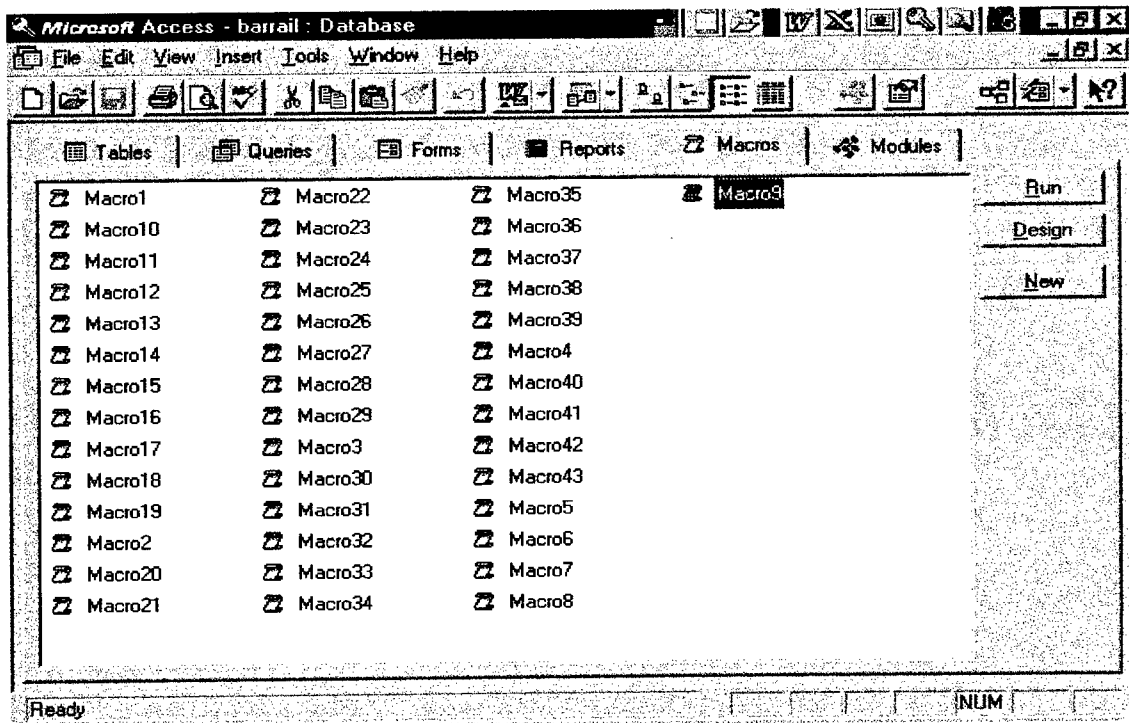 Microsoft Access - barrail : Database
File Edit View Insert Tools Window Help
Tables Queries Forms Reports Macros Modules
Macro1 Macro22 Macro35 Macro9 Run
Macro10 Macro23 Macro36 Design
Macro11 Macro24 Macro37
Macro12 Macro25 Macro38 New
Macro13 Macro26 Macro39
Macro14 Macro27 Macro4
Macro15 Macro28 Macro40
Macro16 Macro29 Macro41
Macro17 Macro3 Macro42
Macro18 Macro30 Macro43
Macro19 Macro31 Macro5
Macro2 Macro32 Macro6
Macro20 Macro33 Macro7
Macro21 Macro34 Macro8
Ready NUM